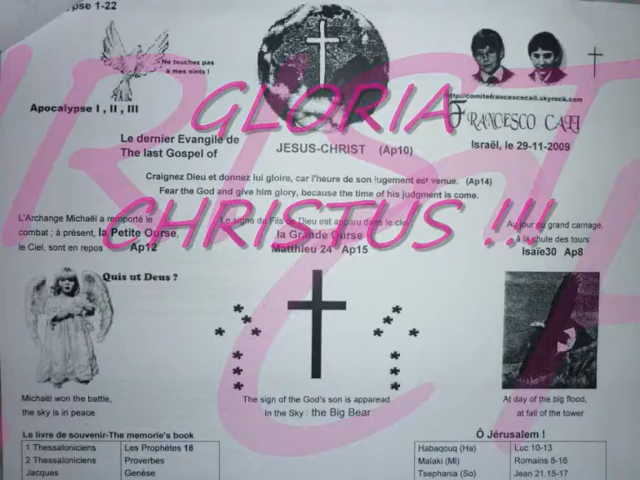 pse 1-22
Ne touchez pas
à mes oints !
http://comitefrancescocali.skyrock.com
Apocalypse I , II , III
FRANCESCO CALI
GLORIA
Le dernier Evangile de
The last Gospel of
JESUS-CHRIST (Ap10)
Israël, le 29-11-2009
Craignez Dieu et donnez lui gloire, car l'heure de son jugement est venue. (Ap14)
Fear the God and give him glory, because the time of his judgment is come.
CHRISTUS !!!
L'Archange Michaël a remporté le
combat ; à présent, la Petite Ourse,
le Ciel, sont en repos Ap12
Le signe du Fils de Dieu est apparu dans le ciel
la Grande Ourse
Matthieu 24 Ap15
Au jour du grand carnage,
à la chute des tours
Isaïe30 Ap8
Quis ut Deus ?
Michaël won the battle,
the sky is in peace
The sign of the God's son is apparead
In the Sky : the Big Bear
At day of the big flood,
at fall of the tower
Le livre de souvenir-The memorie's book
1 Thessaloniciens Les Prophètes 18
2 Thessaloniciens Proverbes
Jacques Genèse
Ô Jérusalem !
Habaqouq (Ha) Luc 10-13
Malaki (Ml) Romains 8-16
Tsephania (So) Jean 21.15-17